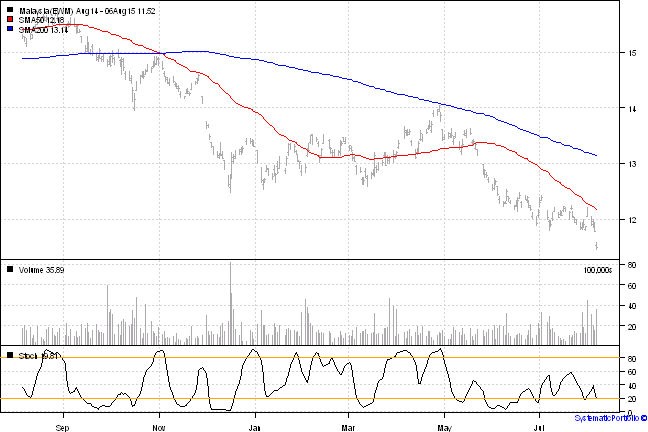 Malaysia(EWM) Aug14 - 06Aug15 11.52
SMA50 12.18
SMA200 13.14
15
14
13
12
Volume 35.89
100,000s
80
60
40
20
Stoch 19.81
80
60
40
20
0
Sep Nov Jan Mar May Jul
SystematicPortfolio ©